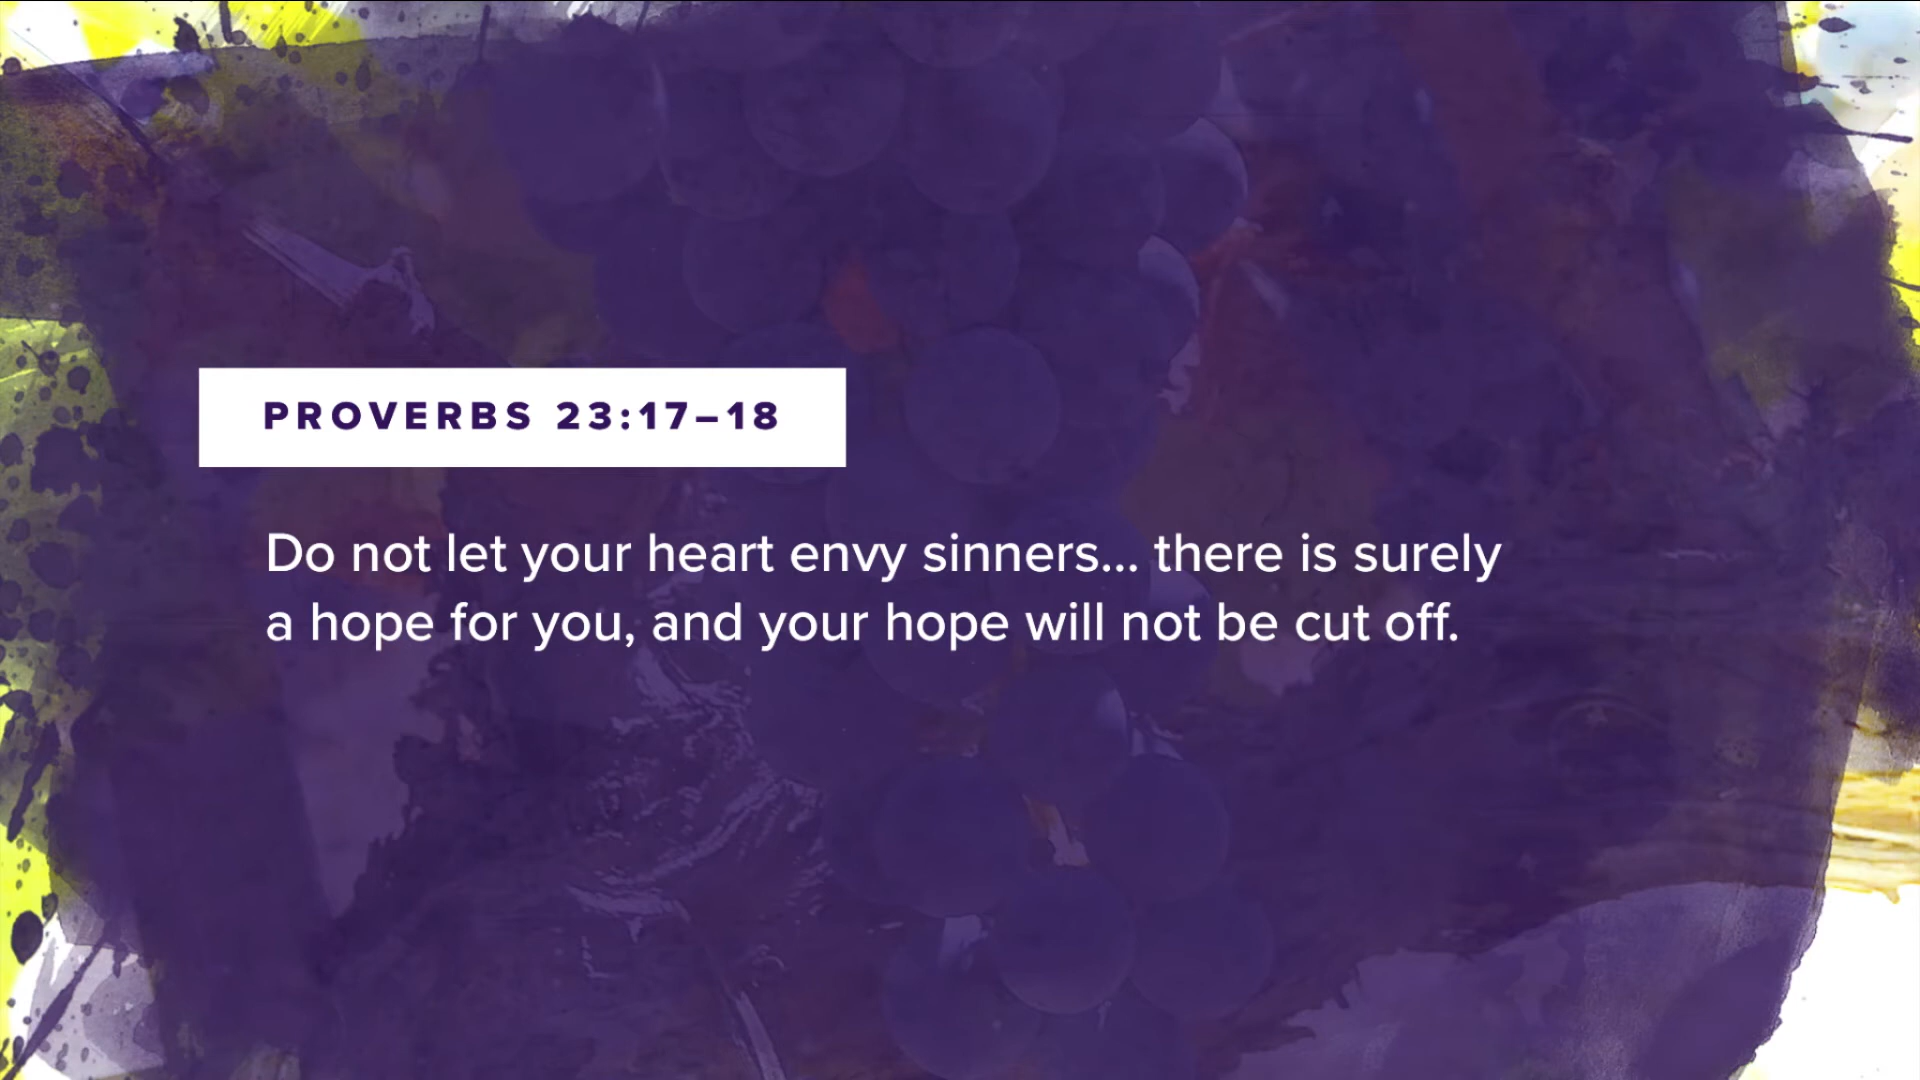 PROVERBS 23:17–18
Do not let your heart envy sinners... there is surely
a hope for you, and your hope will not be cut off.